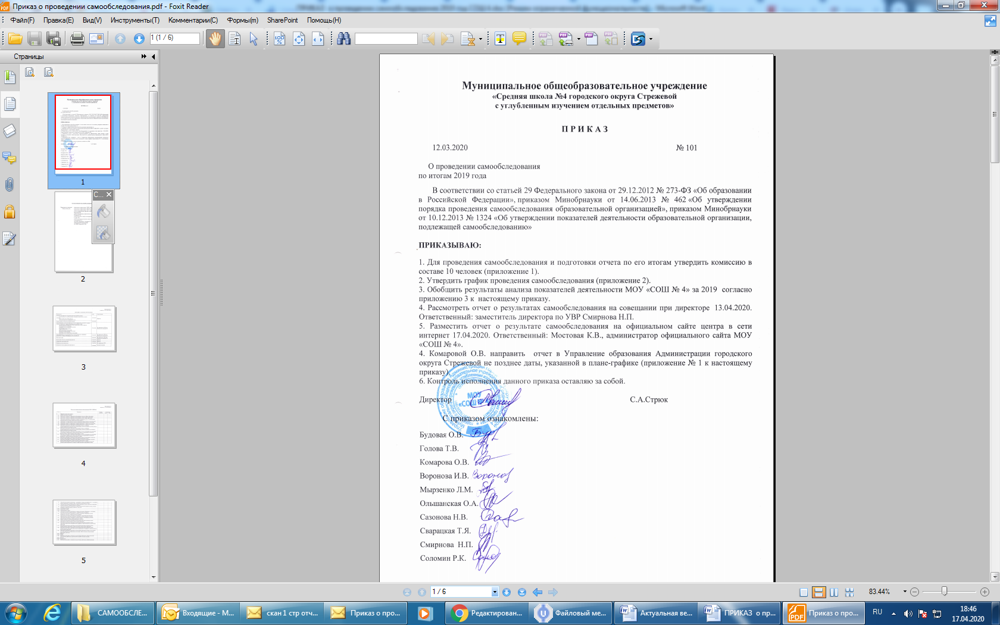 Приказ о проведении самообследования.pdf - Foxit Reader
Файл(F) Правка(E) Вид(V) Инструменты(T) Комментарии(C) Формы(m) SharePoint Помощь(H)
1 (1 / 6)
Страницы
1
С...
2
3
4
5
Муниципальное общеобразовательное учреждение
«Средняя школа №4 городского округа Стрежевой
с углубленным изучением отдельных предметов»
П Р И К А З
12.03.2020 № 101
О проведении самообследования
по итогам 2019 года
В соответствии со статьей 29 Федерального закона от 29.12.2012 № 273-ФЗ «Об образовании
в Российской Федерации», приказом Минобрнауки от 14.06.2013 № 462 «Об утверждении
порядка проведения самообследования образовательной организацией», приказом Минобрнауки
от 10.12.2013 № 1324 «Об утверждении показателей деятельности образовательной организации,
подлежащей самообследованию»
ПРИКАЗЫВАЮ:
1. Для проведения самообследования и подготовки отчета по его итогам утвердить комиссию в
составе 10 человек (приложение 1).
2. Утвердить график проведения самообследования (приложение 2).
3. Обобщить результаты анализа показателей деятельности МОУ «СОШ № 4» за 2019 согласно
приложению 3 к настоящему приказу.
4. Рассмотреть отчет о результатах самообследования на совещании при директоре 13.04.2020.
Ответственный: заместитель директора по УВР Смирнова Н.П.
5. Разместить отчет о результате самообследования на официальном сайте центра в сети
интернет 17.04.2020. Ответственный: Мостовая К.В., администратор официального сайта МОУ
«СОШ № 4».
4. Комаровой О.В. направить отчет в Управление образования Администрации городского
округа Стрежевой не позднее даты, указанной в плане-графике (приложение № 1 к настоящему
приказу).
6. Контроль исполнения данного приказа оставляю за собой.
Директор С.А.Стрюк
МОУ
«СОШ
С приказом ознакомлены:
Будовая О.В.
Голова Т.В.
Комарова О.В.
Воронова И.В.
Мырзенко Л.М.
Ольшанская О.А.
Сазонова Н.В.
Сварацкая Т.Я.
Смирнова Н.П.
Соломин Р.К.
1 / 6
83.44%
САМООБСЛЕ... Входящие - M... скан 1 стр отч... Приказ о про... Редактирован... Файловый ме... Актуальная ве... ПРИКАЗ о пр... Приказ о про...
RU
18:46
17.04.2020